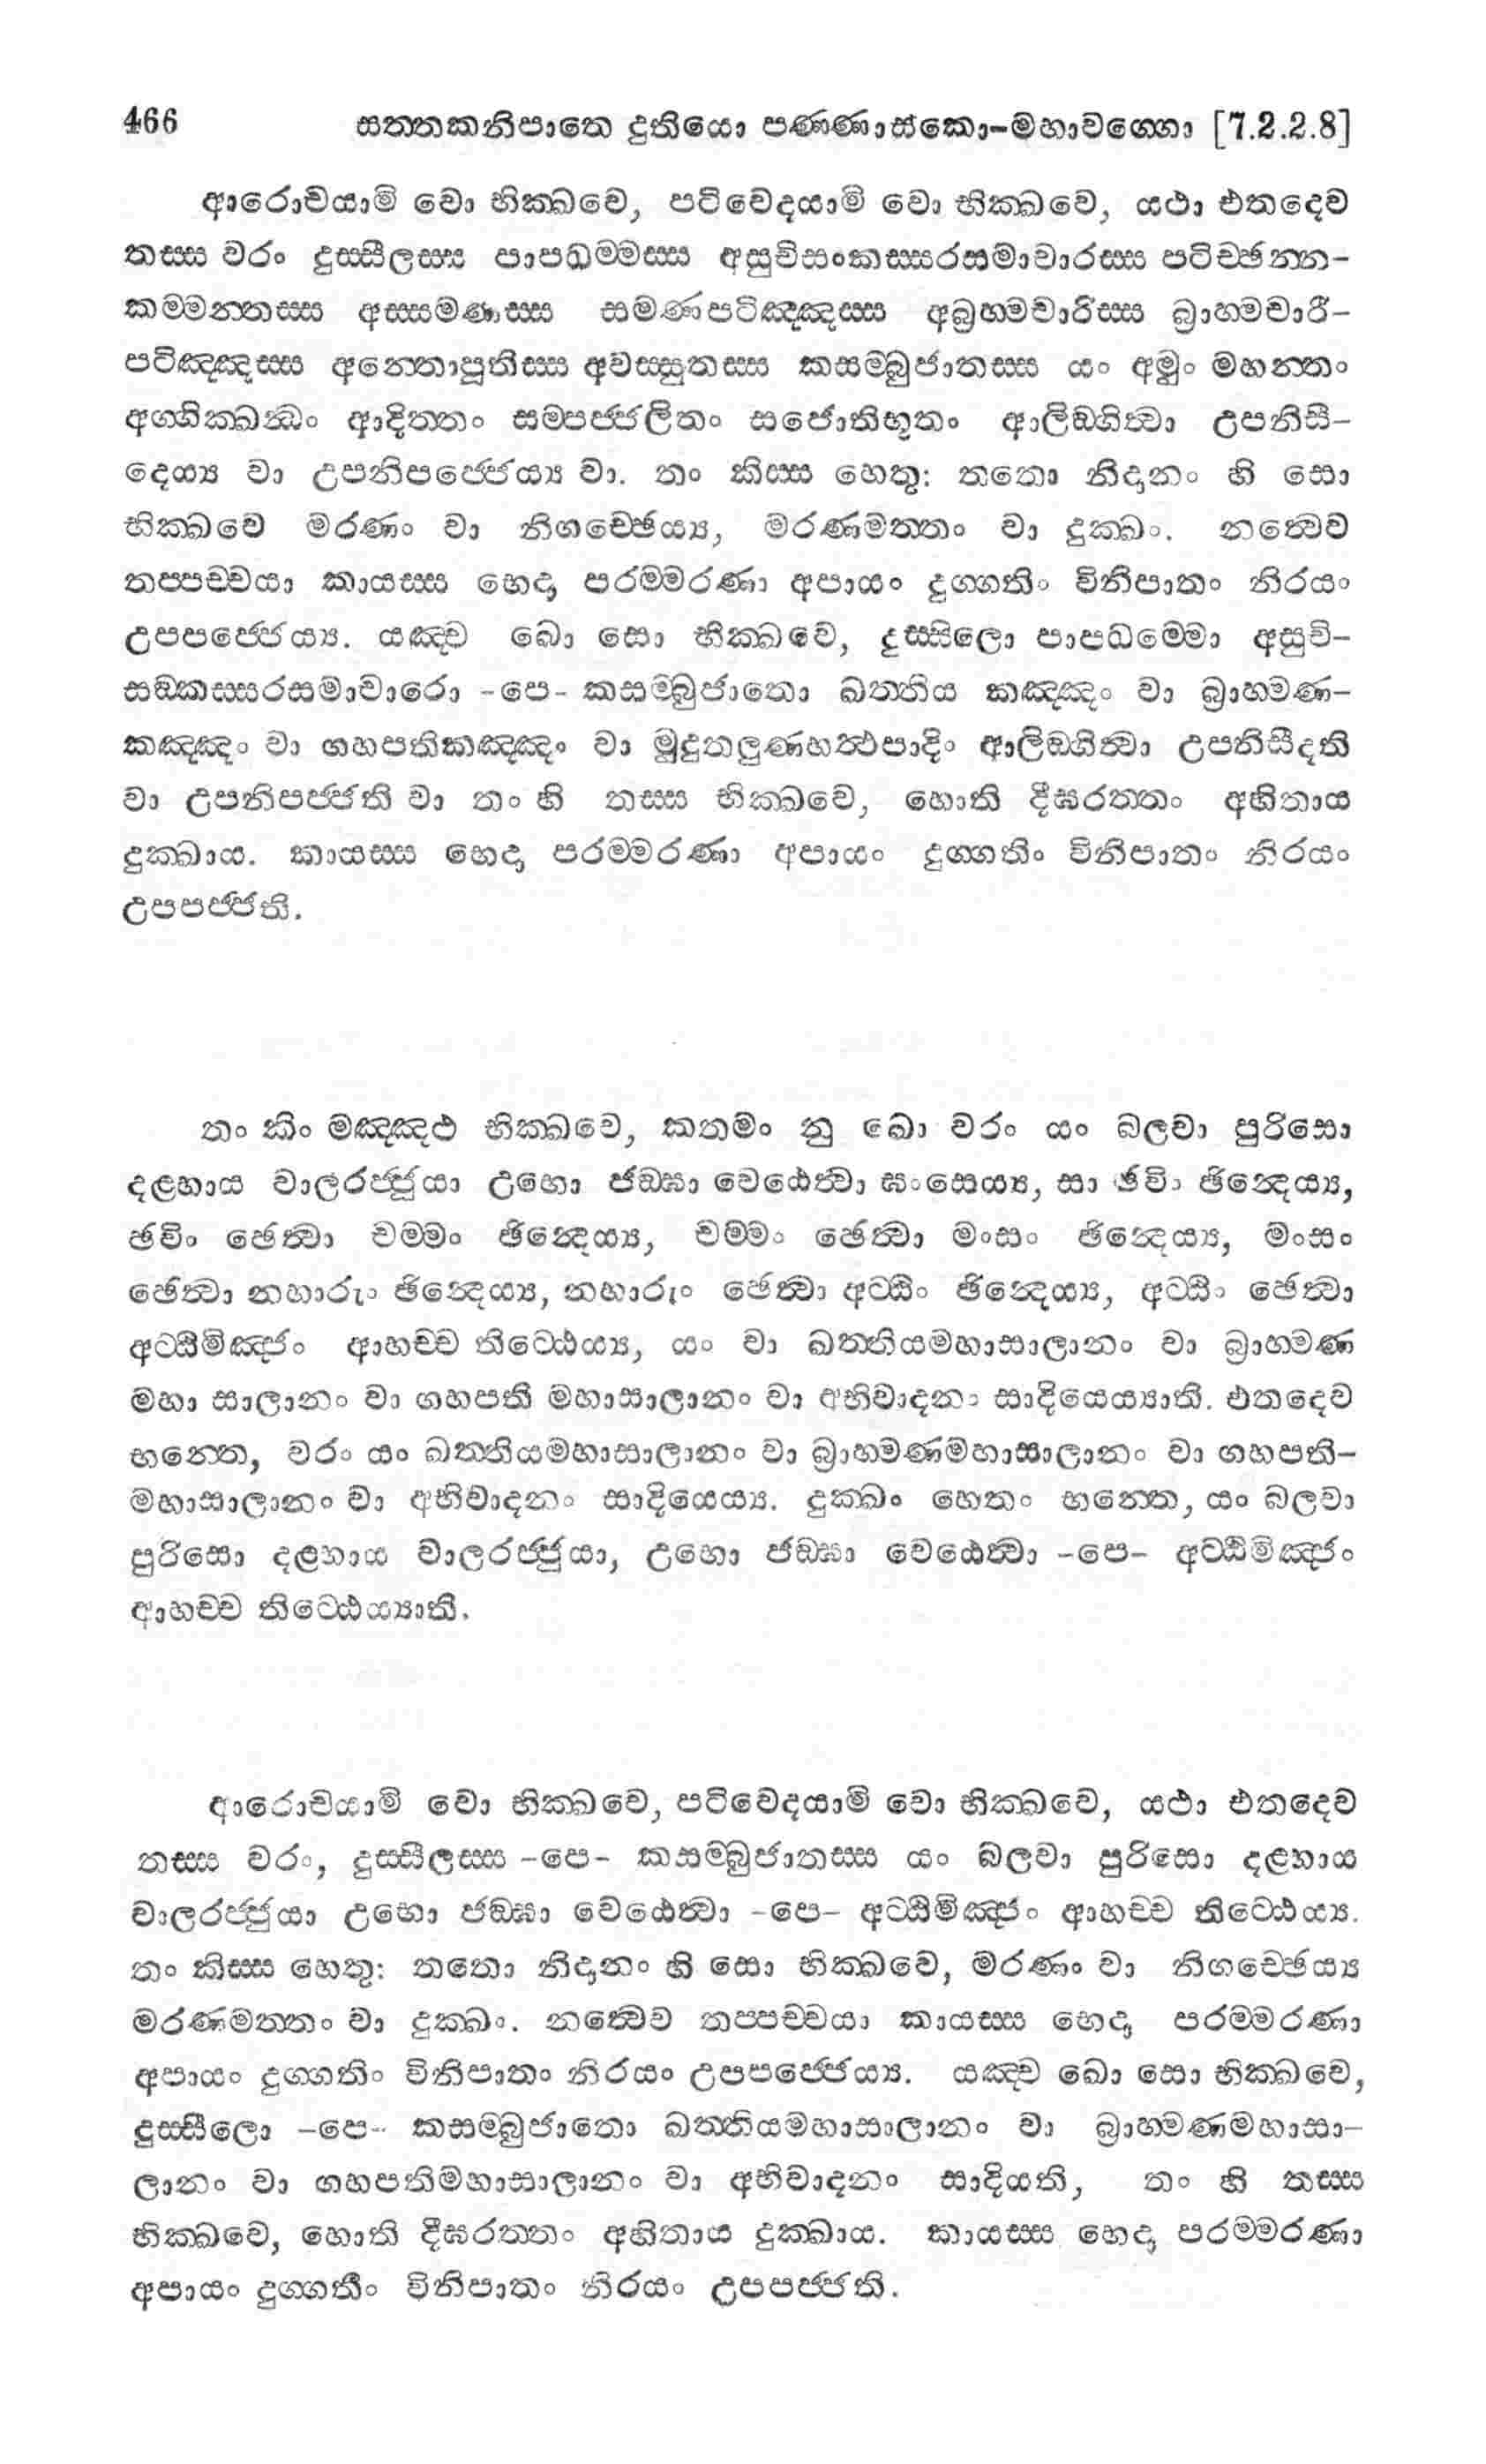 466 සත්තකනිපාතෙ දුතියො පණ්ණාස්කො-මහාවග්ගො [7.2.2.8]
ආරොචයාමි වො භික්ඛවෙ, පටිවෙදයාමි වො භික්ඛවෙ, යථා එතදෙව
තස්ස වරං දුස්සීලස්ස පාපධම්මස්ස අසුචිසංකස්සරසමාචාරස්ස පටිච්ඡන්න-
කම්මන්තස්ස අස්සමණස්ස සමණපටිඤ්ඤස්ස අබ්‍රහ්මචාරිස්ස බ්‍රාහ්මචාරී-
පටිඤ්ඤස්ස අන්තොපූතිස්ස අවස්සුතස්ස කසම්බුජාතස්ස යං අමුං මහන්තං
අග්ගික්ඛන්ධං ආදිත්තං සම්පජ්ජලිතං සජොතිභූතං ආලිඞ්ගිත්‍වා උපනිසී-
දෙය්‍ය වා උපනිපජ්ජෙය්‍ය වා. තං කිස්ස හෙතු: තතො නිදානං හි සො
භික්ඛවෙ මරණං වා නිගච්ඡෙය්‍ය, මරණමත්තං වා දුක්ඛං. නත්‍වෙව
තප්පච්චයා කායස්ස භෙදා පරම්මරණා අපායං දුග්ගතිං විනිපාතං නිරයං
උපපජ්ජෙය්‍ය. යඤ්ච ඛො සො භික්ඛවෙ, දුස්සිලො පාපධම්මො අසුචි-
සඞ්කස්සරසමාචාරො -පෙ- කසම්බුජාතො ඛත්තිය කඤ්ඤං වා බ්‍රාහ්මණ-
කඤ්ඤං වා ගහපතිකඤ්ඤං වා මුදුතලුණහත්ථපාදිං ආලිඞ්ගිත්‍වා උපනිසීදති
වා උපනිපජ්ජති වා තං හි තස්ස භික්ඛවෙ, හොති දීඝරත්තං අහිතාය
දුක්ඛාය. කායස්ස භෙදා පරම්මරණා අපායං දුග්ගතිං විනිපාතං නිරයං
උපපජ්ජති.
තං කිං මඤ්ඤථ භික්ඛවෙ, කතමං නු ඛො වරං යං බලවා පුරිසො
දළ්හාය වාලරජ්ජුයා උභො ජඞ්ඝා වෙඨෙත්‍වා ඝංසෙය්‍ය, සා ඡවිං ඡින්දෙය්‍ය,
ඡවිං ඡෙත්‍වා චම්මං ඡින්දෙය්‍ය, චම්මං ඡෙත්‍වා මංසං ඡින්දෙය්‍ය, මංසං
ඡෙත්‍වා නහාරුං ඡින්දෙය්‍ය, නහාරුං ඡෙත්‍වා අට්ඨිං ඡින්දෙය්‍ය, අට්ඨිං ඡෙත්‍වා
අට්ඨිමිඤ්ජං ආහච්ච තිට්ඨෙය්‍ය, යං වා ඛත්තියමහාසාලානං වා බ්‍රාහ්මණ
මහා සාලානං වා ගහපති මහාසාලානං වා අභිවාදනං සාදියෙය්‍යාති. එතදෙව
භන්තෙ, වරං යං ඛත්තියමහාසාලානං වා බ්‍රාහ්මණමහාසාලානං වා ගහපති-
මහාසාලානං වා අභිවාදනං සාදියෙය්‍ය. දුක්ඛං හෙතං භන්තෙ, යං බලවා
පුරිසො දළ්හාය වාලරජ්ජුයා, උභො ජඞ්ඝා වෙඨෙත්‍වා -පෙ- අට්ඨිමිඤ්ජං
ආහච්ච තිට්ඨෙය්‍යාති.
ආරොචයාමි වො භික්ඛවෙ, පටිවෙදයාමි වො භික්ඛවෙ, යථා එතදෙව
තස්ස වරං, දුස්සීලස්ස -පෙ- කසම්බුජාතස්ස යං බලවා පුරිසො දළ්හාය
වාලරජ්ජුයා උභො ජඞ්ඝා වෙඨෙත්‍වා -පෙ- අට්ඨිමිඤ්ජං ආහච්ච තිට්ඨෙය්‍ය.
තං කිස්ස හෙතු: තතො නිදානං හි සො භික්ඛවෙ, මරණං වා නිගච්ඡෙය්‍ය
මරණමත්තං වා දුක්ඛං. නත්‍වෙව තප්පච්චයා කායස්ස භෙදා පරම්මරණා
අපායං දුග්ගතිං විනිපාතං නිරයං උපපජ්ජෙය්‍ය. යඤ්ච ඛො සො භික්ඛවෙ,
දුස්සීලො -පෙ- කසම්බුජාතො ඛත්තියමහාසාලානං වා බ්‍රාහ්මණමහාසා-
ලානං වා ගහපතිමහාසාලානං වා අභිවාදනං සාදියති, තං හි තස්ස
භික්ඛවෙ, හොති දීඝරත්තං අහිතාය දුක්ඛාය. කායස්ස භෙදා පරම්මරණා
අපායං දුග්ගතීං විනිපාතං නිරයං උපපජ්ජති.